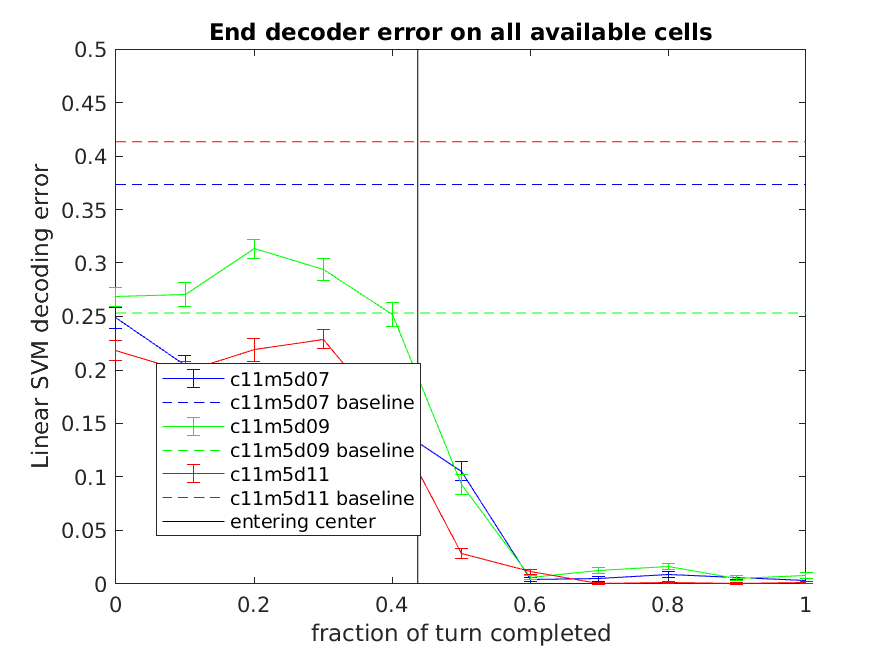 End decoder error on all available cells
Linear SVM decoding error
0.5
0.45
0.4
0.35
0.3
0.25
0.2
0.15
0.1
0.05
0
c11m5d07
c11m5d07 baseline
c11m5d09
c11m5d09 baseline
c11m5d11
c11m5d11 baseline
entering center
0 0.2 0.4 0.6 0.8 1
fraction of turn completed